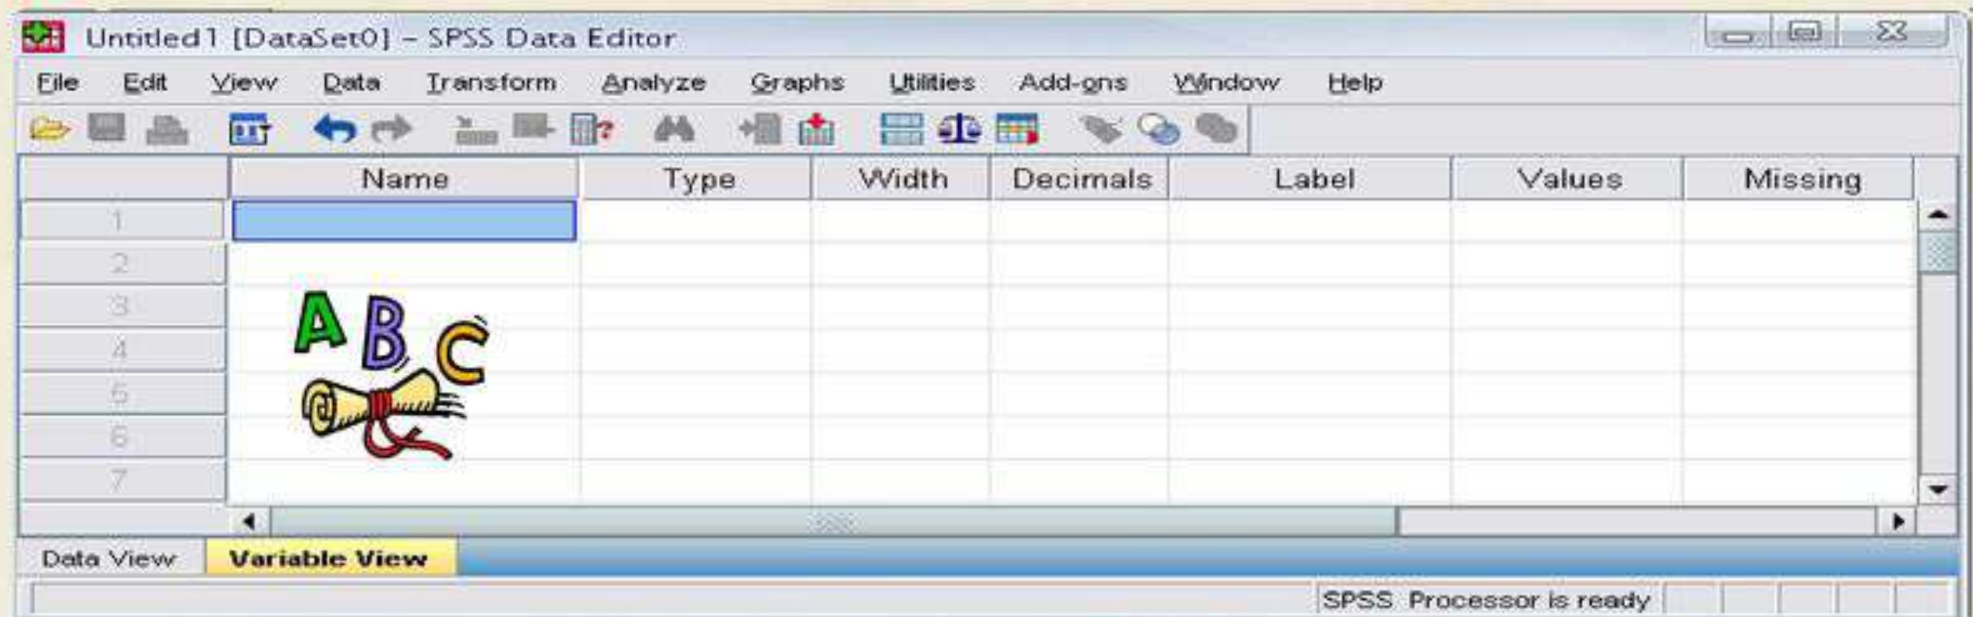 Untitled1 [DataSet0] – SPSS Data Editor
File Edit View Data Transform Analyze Graphs Utilities Add-ons Window Help
Name Type Width Decimals Label Values Missing
1
2
3
4
5
6
7
A B C
Data View Variable View
SPSS Processor is ready